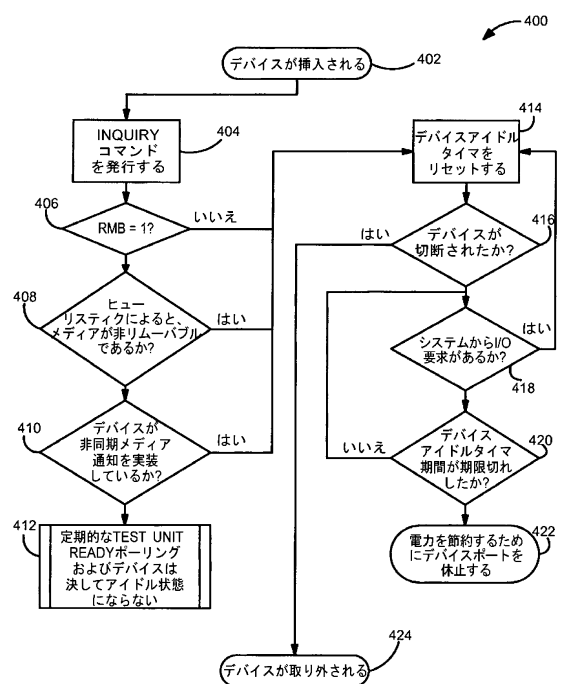 400
デバイスが挿入される
402
INQUIRY
コマンド
を発行する
404
406
RMB = 1?
いいえ
408
ヒュー
リスティクによると、
メディアが非リムーバブル
であるか?
はい
410
デバイスが
非同期メディア
通知を実装
しているか?
はい
412
定期的なTEST UNIT
READYポーリング
およびデバイスは
決してアイドル状態
にならない
414
デバイスアイドル
タイマを
リセットする
416
はい
デバイスが
切断されたか?
システムからI/O
要求があるか?
はい
418
いいえ
デバイス
アイドルタイマ
期間が期限切れ
したか?
420
電力を節約するため
にデバイスポートを
休止する
422
424
デバイスが取り外される